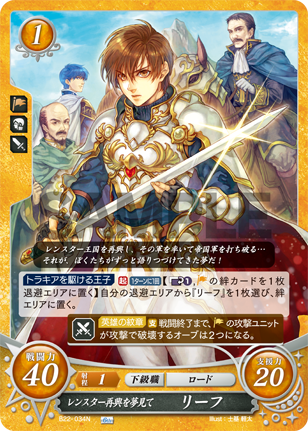 1
SAMPLE
レンスター王国を再興し、その軍を率いて帝国軍を打ち破る…
それが、ぼくたちがずっと語りつづけてきた夢だ!
トラキアを駆ける王子 起 1ターンに1回 【1の絆カードを1枚
退避エリアに置く】自分の退避エリアから『リーフ』を1枚選び、絆
エリアに置く。
英雄の紋章 支 戦闘終了まで、の攻撃ユニット
が攻撃で破壊するオーブは2つになる。
戦闘力 40
射程 1 下級職 ロード
支援力 20
レンスター再興を夢見て リーフ
B22-034N Illust：土基 朗太